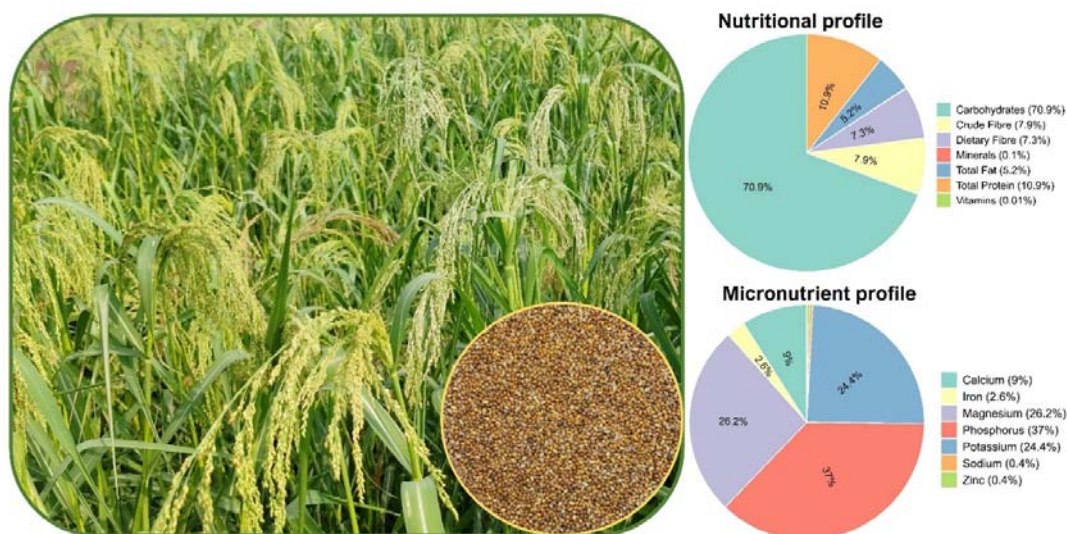 Nutritional profile
10.9%
5.2%
7.3%
7.9%
70.9%
Carbohydrates (70.9%)
Crude Fibre (7.9%)
Dietary Fibre (7.3%)
Minerals (0.1%)
Total Fat (5.2%)
Total Protein (10.9%)
Vitamins (0.01%)
Micronutrient profile
9%
2.6%
24.4%
26.2%
37%
Calcium (9%)
Iron (2.6%)
Magnesium (26.2%)
Phosphorus (37%)
Potassium (24.4%)
Sodium (0.4%)
Zinc (0.4%)